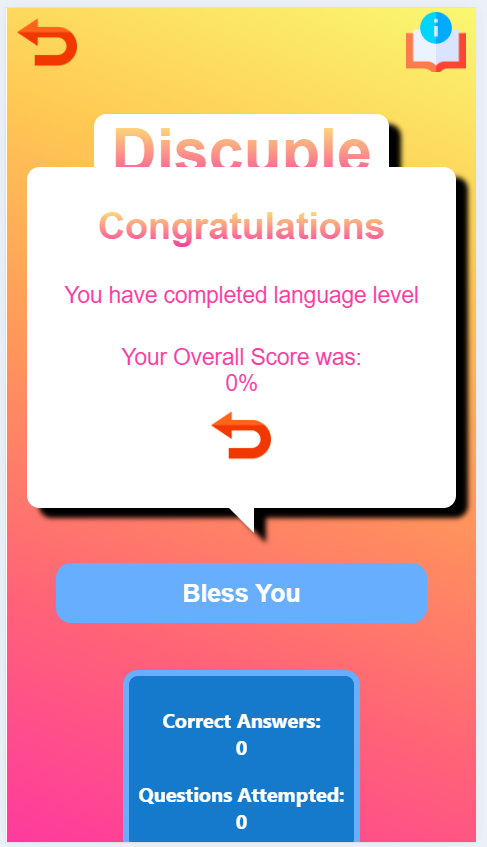 i
Discuple
Congratulations
You have completed language level
Your Overall Score was:
0%
Bless You
Correct Answers:
0
Questions Attempted:
0